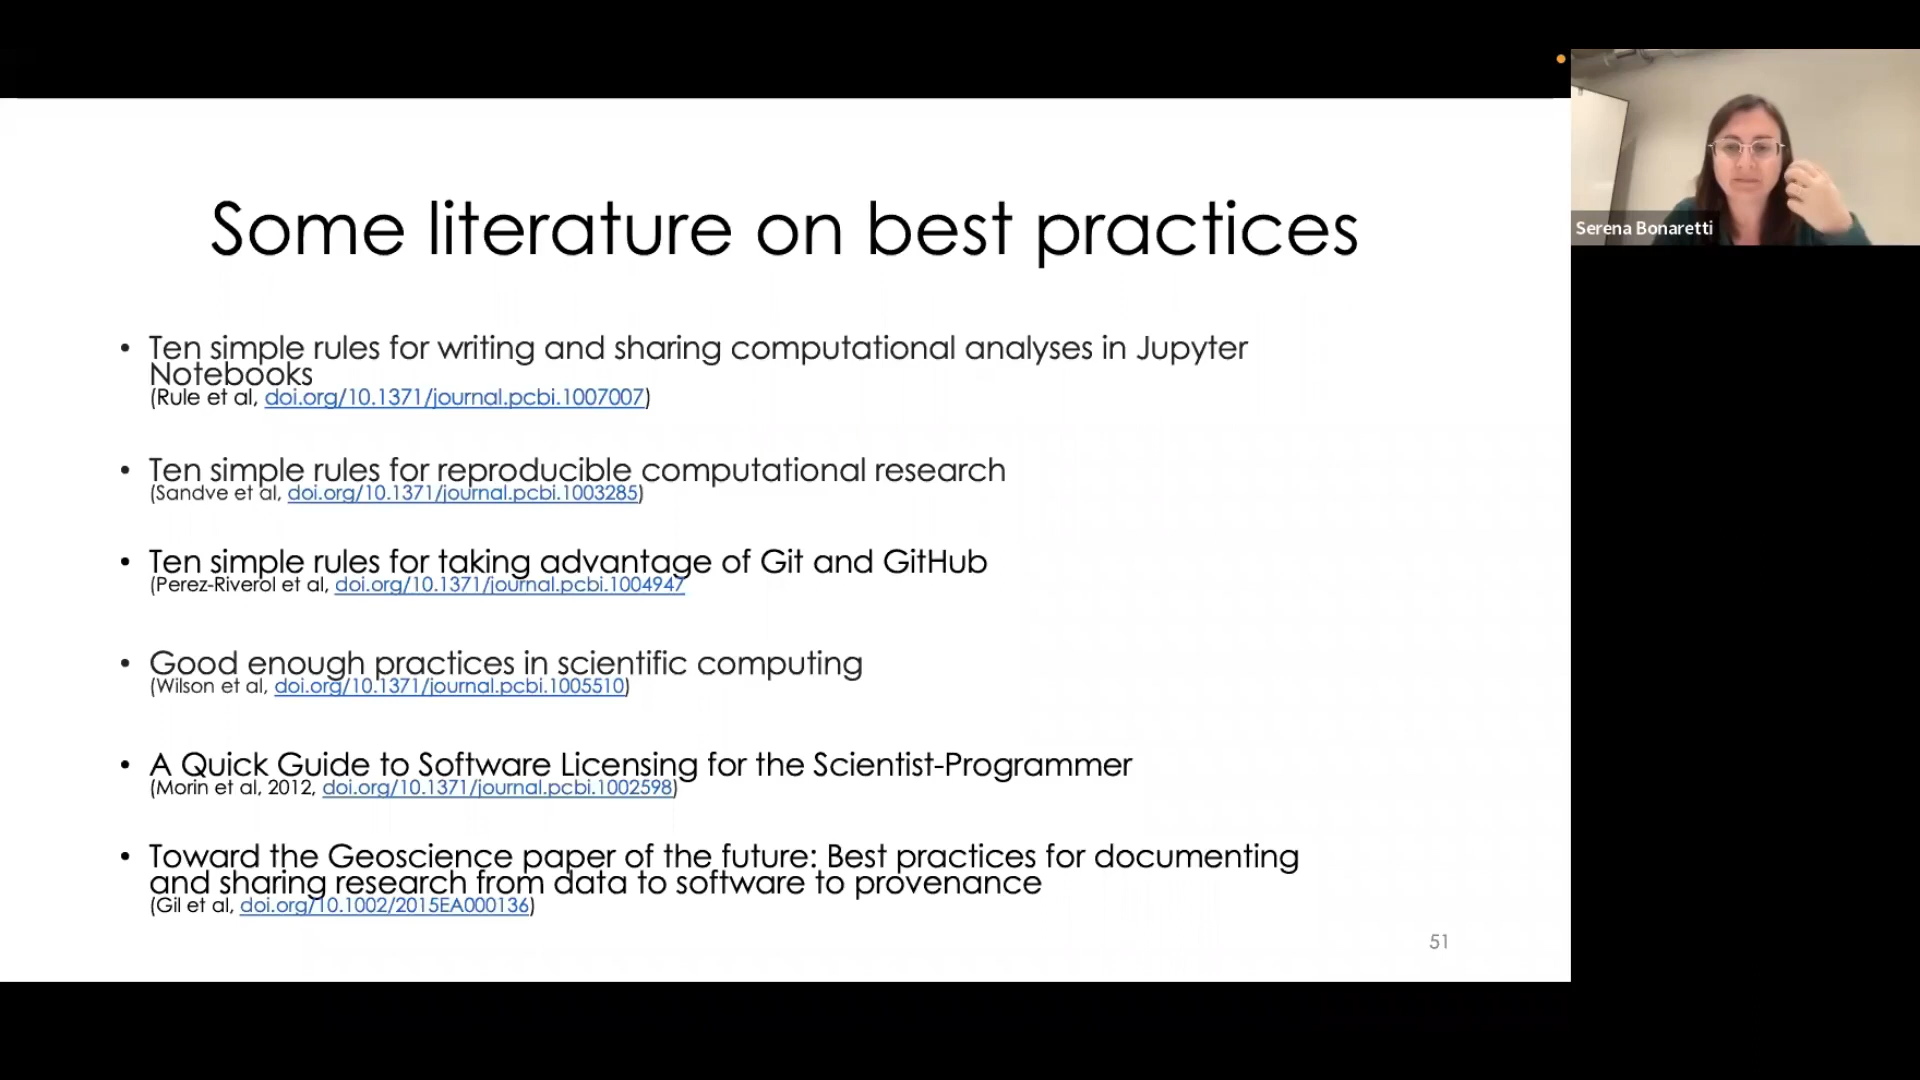 Some literature on best practices
• Ten simple rules for writing and sharing computational analyses in Jupyter
Notebooks
(Rule et al, doi.org/10.1371/journal.pcbi.1007007)
• Ten simple rules for reproducible computational research
(Sandve et al, doi.org/10.1371/journal.pcbi.1003285)
• Ten simple rules for taking advantage of Git and GitHub
(Perez-Riverol et al, doi.org/10.1371/journal.pcbi.1004947
• Good enough practices in scientific computing
(Wilson et al, doi.org/10.1371/journal.pcbi.1005510)
• A Quick Guide to Software Licensing for the Scientist-Programmer
(Morin et al, 2012, doi.org/10.1371/journal.pcbi.1002598)
• Toward the Geoscience paper of the future: Best practices for documenting
and sharing research from data to software to provenance
(Gil et al, doi.org/10.1002/2015EA000136)
51
Serena Bonaretti